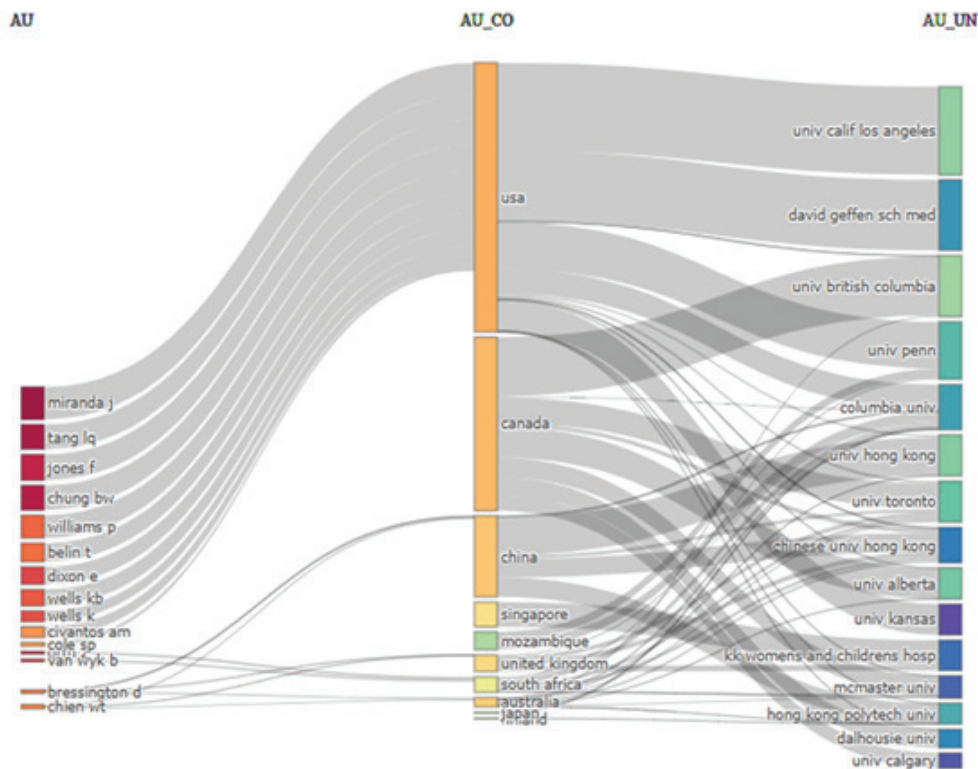 AU
AU_CO
AU_UN
miranda j
tang lq
jones f
chung bw
williams p
belin t
dixon e
wells kb
wells k
civantos am
cole sp
van wyk b
bressington d
chien wt
usa
canada
china
singapore
mozambique
united kingdom
south africa
australia
japan
univ calif los angeles
david geffen sch med
univ british columbia
univ penn
columbia univ
univ hong kong
univ toronto
chinese univ hong kong
univ alberta
univ kansas
kk womens and childrens hosp
mcmaster univ
hong kong polytech univ
dalhousie univ
univ calgary